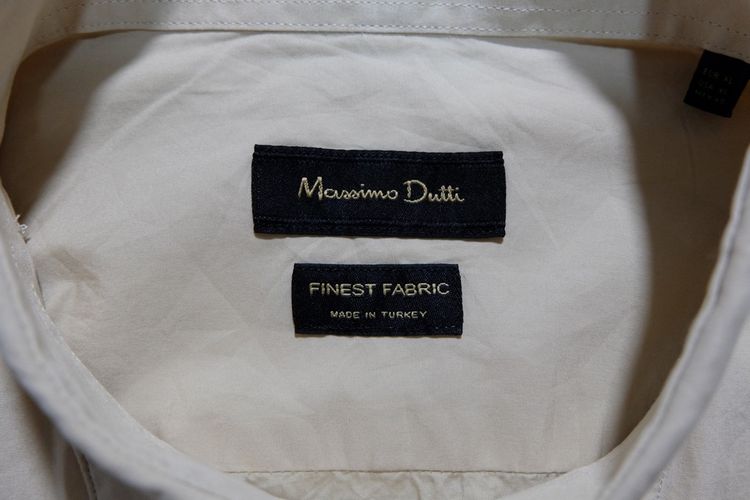 Massimo Dutti
FINEST FABRIC
MADE IN TURKEY